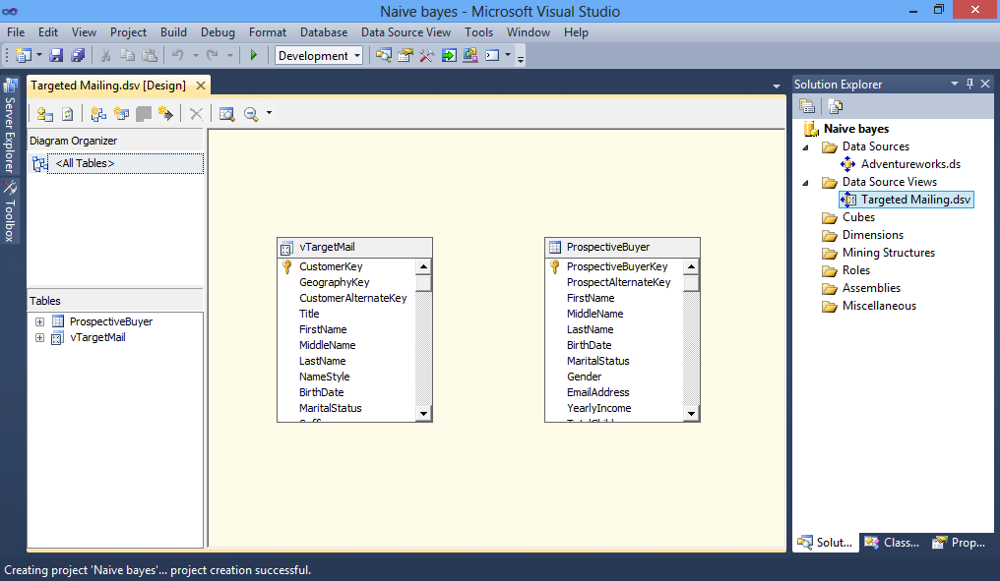 Naive bayes - Microsoft Visual Studio
File Edit View Project Build Debug Format Database Data Source View Tools Window Help
Development
Server Explorer
Toolbox
Targeted Mailing.dsv [Design]
Diagram Organizer
<All Tables>
Tables
ProspectiveBuyer
vTargetMail
vTargetMail
CustomerKey
GeographyKey
CustomerAlternateKey
Title
FirstName
MiddleName
LastName
NameStyle
BirthDate
MaritalStatus
ProspectiveBuyer
ProspectiveBuyerKey
ProspectAlternateKey
FirstName
MiddleName
LastName
BirthDate
MaritalStatus
Gender
EmailAddress
YearlyIncome
Solution Explorer
Naive bayes
Data Sources
Adventureworks.ds
Data Source Views
Targeted Mailing.dsv
Cubes
Dimensions
Mining Structures
Roles
Assemblies
Miscellaneous
Solut... Class... Prop...
Creating project 'Naive bayes'... project creation successful.